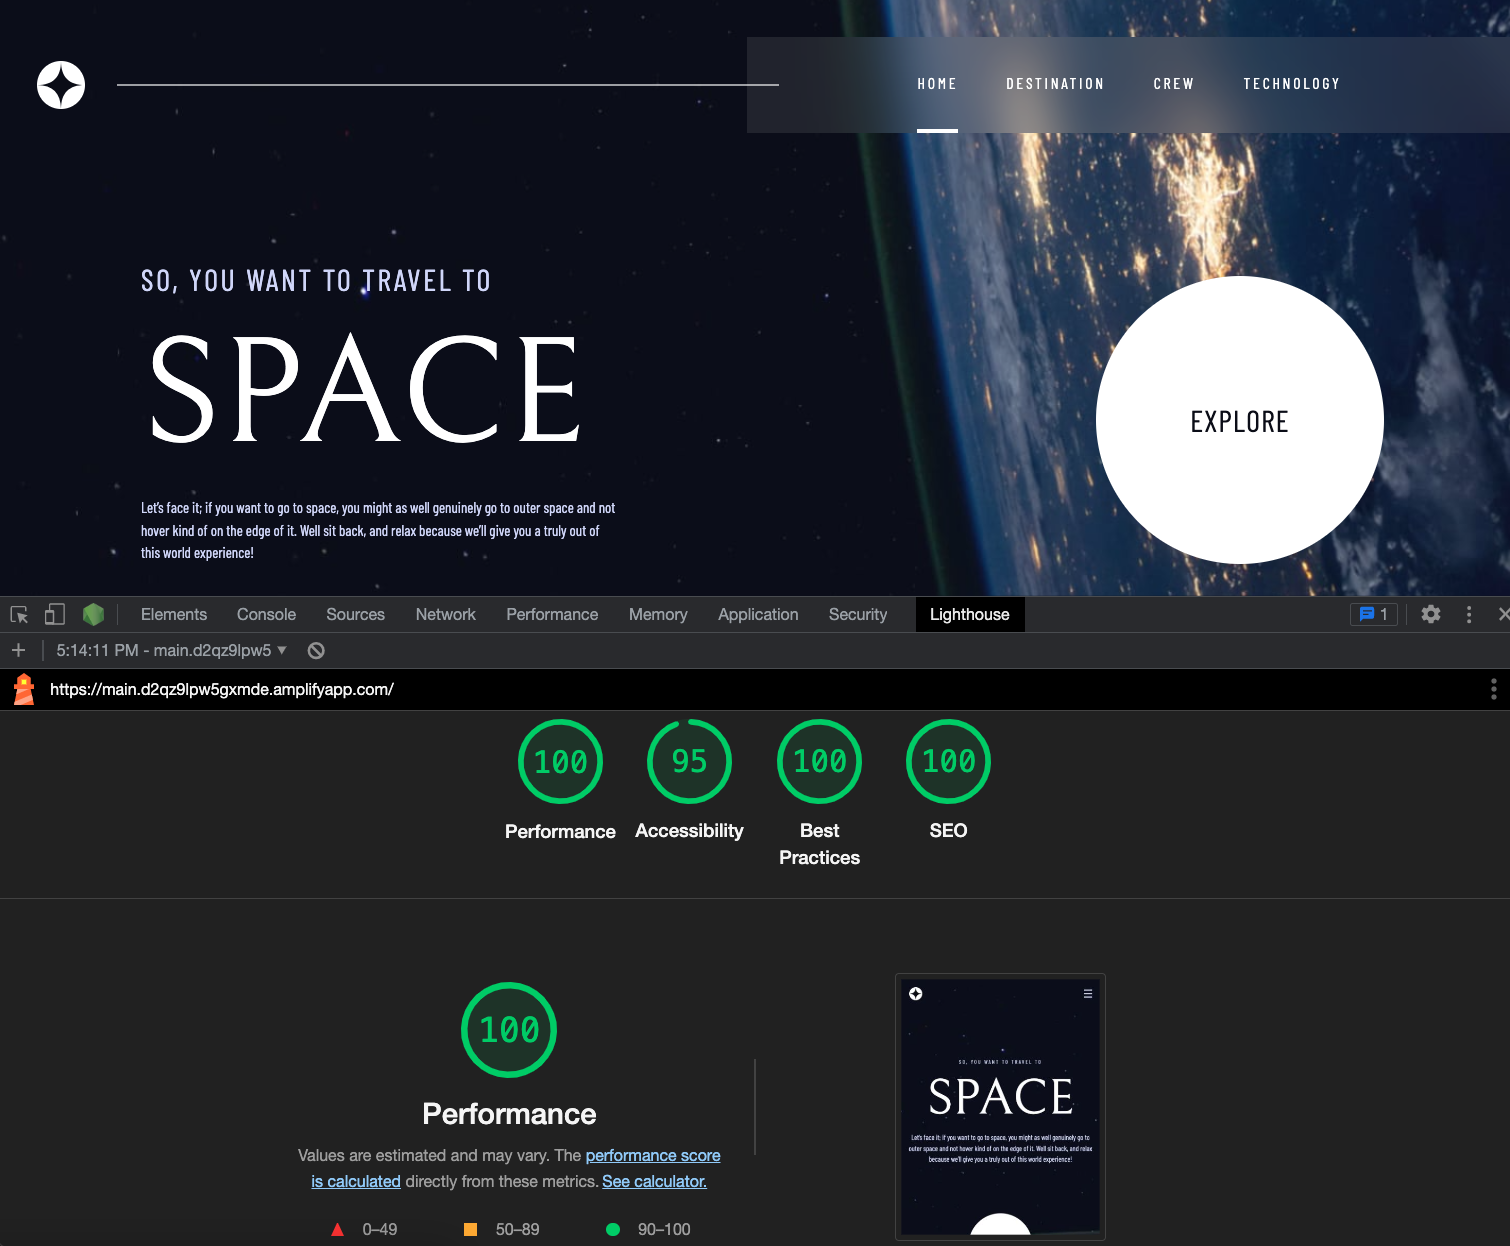 HOME DESTINATION CREW TECHNOLOGY
SO, YOU WANT TO TRAVEL TO
SPACE
EXPLORE
Let's face it; if you want to go to space, you might as well genuinely go to outer space and not
hover kind of on the edge of it. Well sit back, and relax because we'll give you a truly out of
this world experience!
Elements Console Sources Network Performance Memory Application Security Lighthouse 1
5:14:11 PM - main.d2qz9lpw5
https://main.d2qz9lpw5gxmde.amplifyapp.com/
100 95 100 100
Performance Accessibility Best SEO
Practices
100
Performance
Values are estimated and may vary. The performance score
is calculated directly from these metrics. See calculator.
0–49 50–89 90–100
SO, YOU WANT TO TRAVEL TO
SPACE
Let's face it; if you want to go to space, you might as well genuinely go to
outer space and not hover kind of on the edge of it. Well sit back, and relax
because we'll give you a truly out of this world experience!